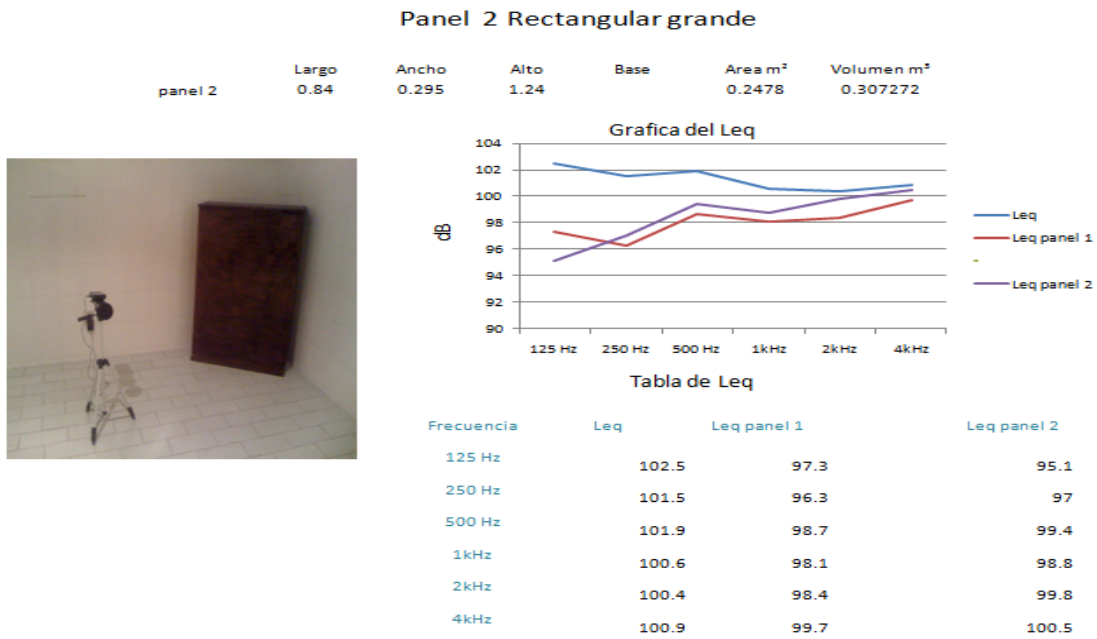 Panel 2 Rectangular grande
Largo Ancho Alto Base Area m² Volumen m³
panel 2 0.84 0.295 1.24 0.2478 0.307272
Grafica del Leq
104
102
100
98
96
94
92
90
dB
125 Hz 250 Hz 500 Hz 1kHz 2kHz 4kHz
Leq
Leq panel 1
Leq panel 2
Tabla de Leq
Frecuencia Leq Leq panel 1 Leq panel 2
125 Hz 102.5 97.3 95.1
250 Hz 101.5 96.3 97
500 Hz 101.9 98.7 99.4
1kHz 100.6 98.1 98.8
2kHz 100.4 98.4 99.8
4kHz 100.9 99.7 100.5